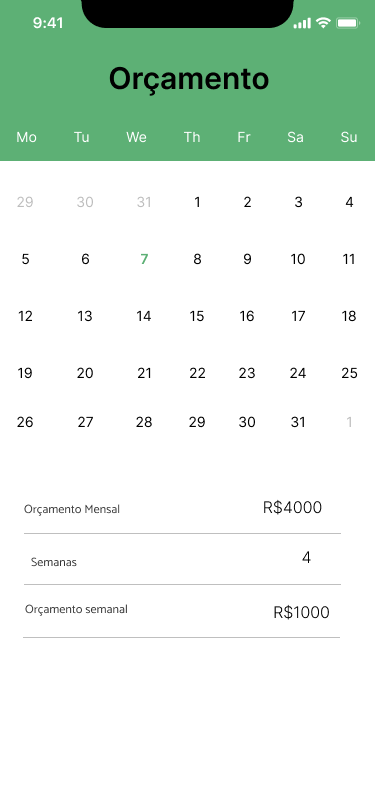 9:41
Orçamento
Mo Tu We Th Fr Sa Su
29 30 31 1 2 3 4
5 6 7 8 9 10 11
12 13 14 15 16 17 18
19 20 21 22 23 24 25
26 27 28 29 30 31 1
Orçamento Mensal R$4000
Semanas 4
Orçamento semanal R$1000